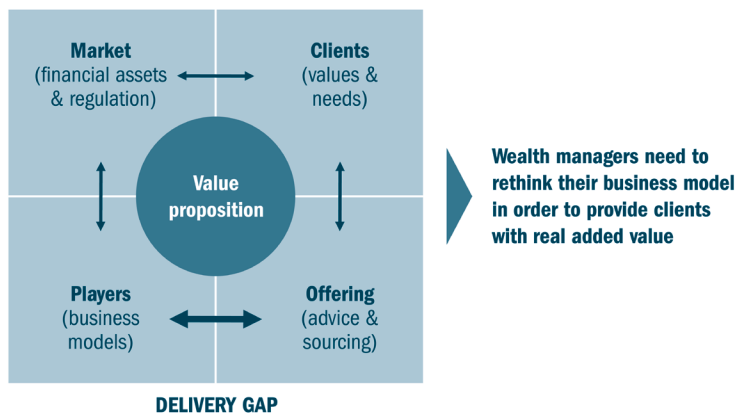 Market
(financial assets
& regulation)
Clients
(values &
needs)
Value
proposition
Players
(business
models)
Offering
(advice &
sourcing)
DELIVERY GAP
Wealth managers need to
rethink their business model
in order to provide clients
with real added value